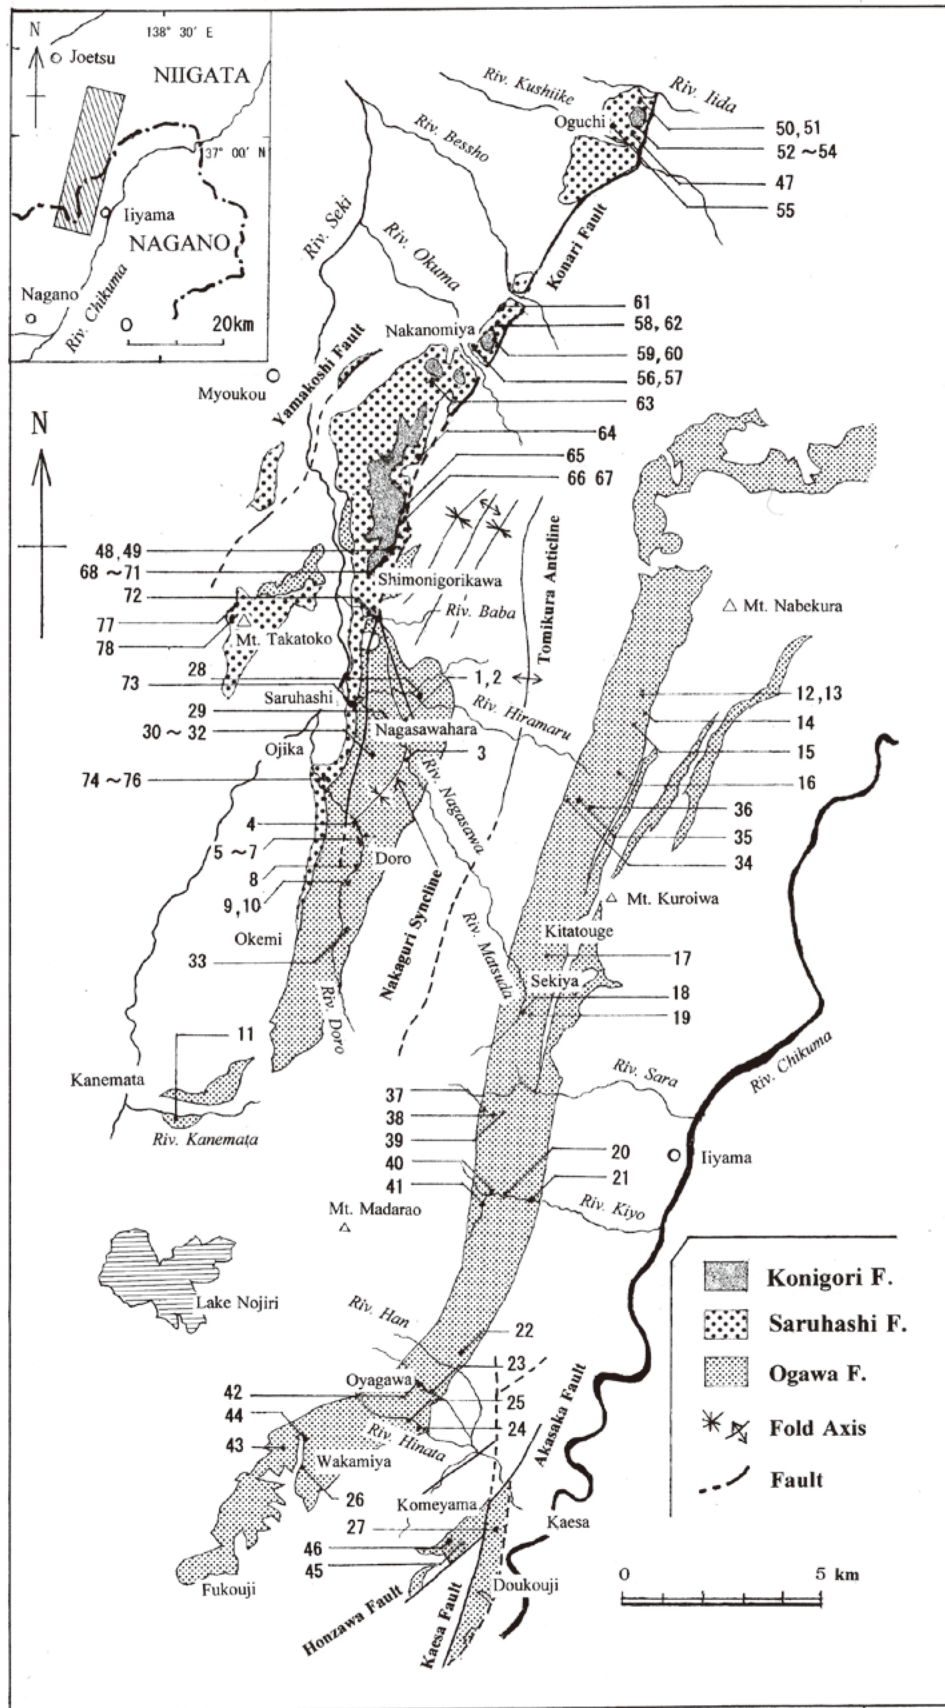 N
138° 30′ E
Joetsu
NIIGATA
37° 00′ N
Iiyama
NAGANO
Nagano
Riv. Chikuma
0 20km
Riv. Kushiike
Riv. Iida
Oguchi
50, 51
52 ～54
47
55
Riv. Bessho
Riv. Seki
Riv. Okuma
Konari Fault
61
58, 62
59, 60
56, 57
63
Nakanomiya
Yamakoshi Fault
Myoukou
N
64
65
66 67
48, 49
68 ～ 71
Shimonigorikawa
72
Riv. Baba
Tomikura Anticline
Mt. Nabekura
77
Mt. Takatoko
78
28
1, 2
73
Saruhashi
Riv. Hiramaru
12, 13
14
29
Nagasawahara
30 ～ 32
Ojika
3
15
Riv. Nagasawa
16
74 ～ 76
36
4
35
5 ～7
Doro
34
8
9, 10
Mt. Kuroiwa
Okemi
Nakaguri Syncline
Kitatouge
33
Riv. Matsuda
17
Sekiya
18
19
Riv. Doro
11
Kanemata
Riv. Sara
Riv. Chikuma
37
38
Riv. Kanemata
39
20
Iiyama
40
21
41
Mt. Madarao
Riv. Kiyo
Lake Nojiri
Riv. Han
22
23
Oyagawa
42
25
44
24
43
Riv. Hinata
Wakamiya
Akasaka Fault
26
Komeyama
27
Kaesa
46
45
Fukouji
Doukouji
Honzawa Fault
Kaesa Fault
Konigori F.
Saruhashi F.
Ogawa F.
Fold Axis
Fault
0 5 km